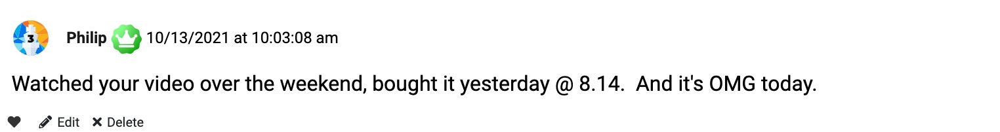 3 Philip 10/13/2021 at 10:03:08 am
Watched your video over the weekend, bought it yesterday @ 8.14.  And it's OMG today.
Edit Delete